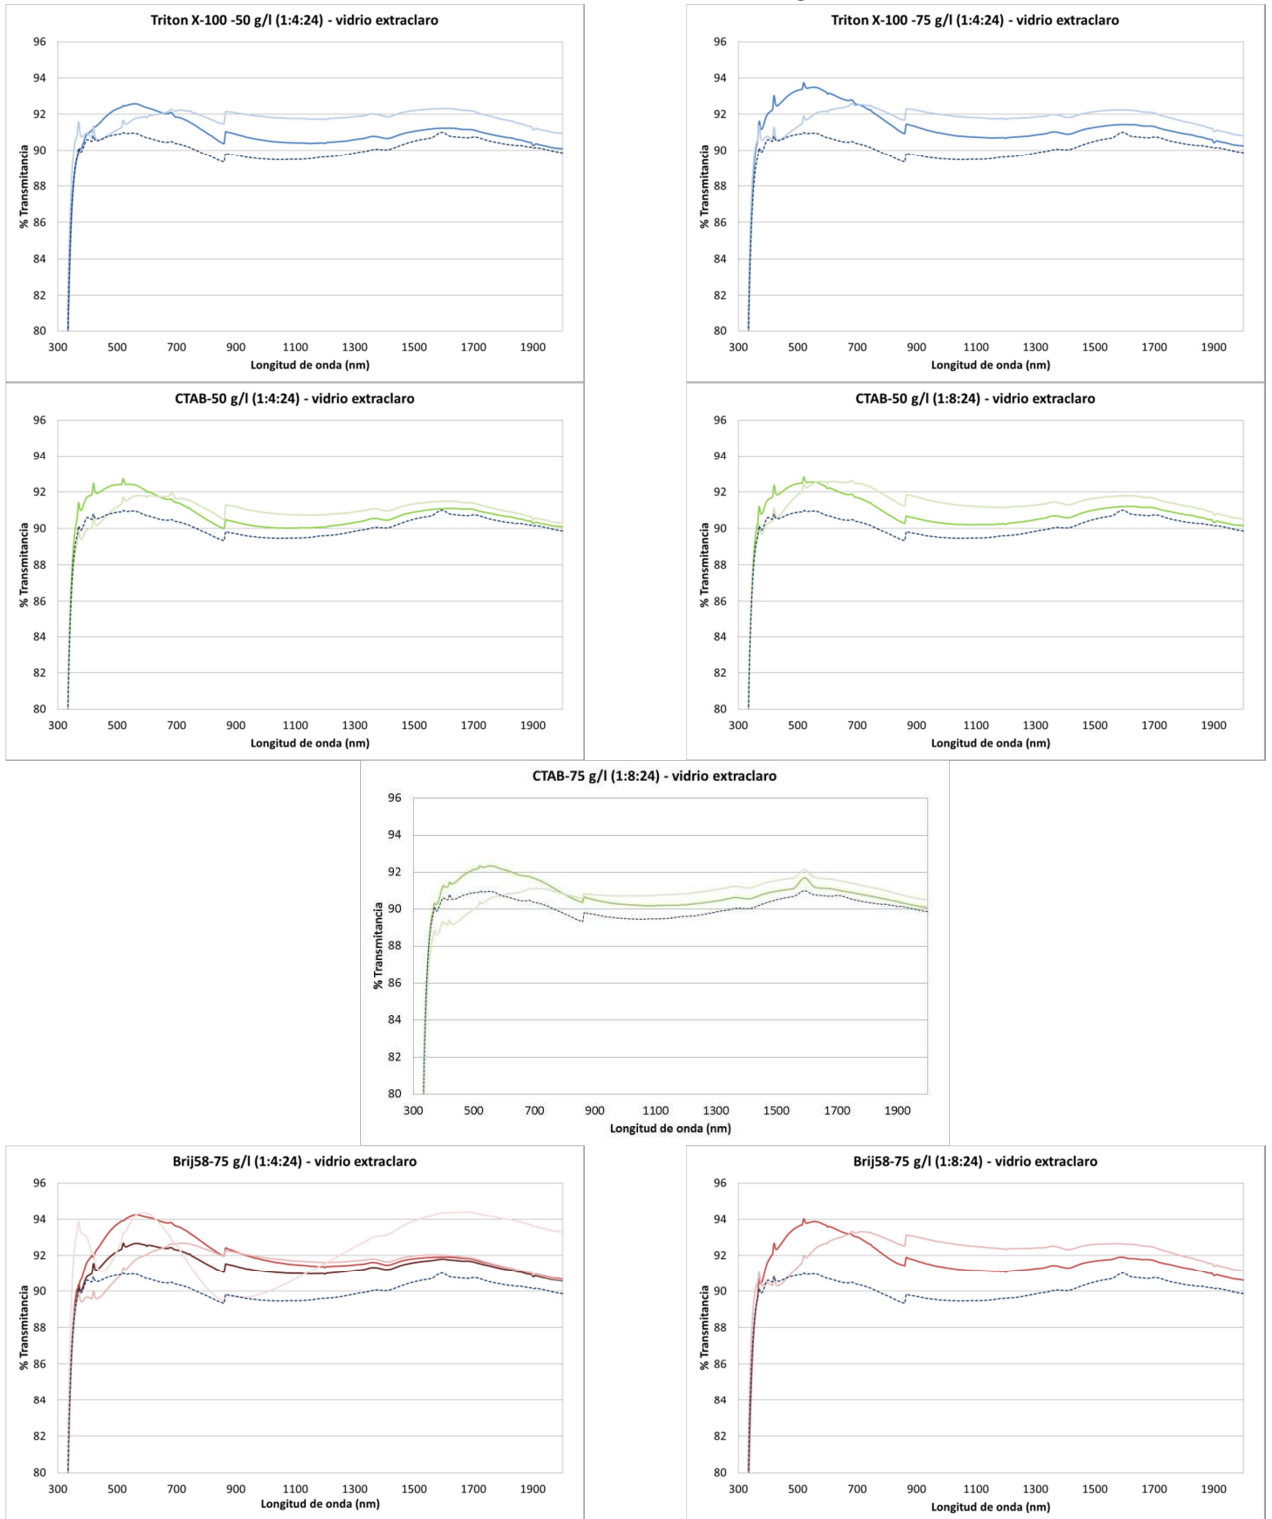 Triton X-100 -50 g/l (1:4:24) - vidrio extraclaro
96
94
92
90
88
86
84
82
80
% Transmitancia
300 500 700 900 1100 1300 1500 1700 1900
Longitud de onda (nm)
Triton X-100 -75 g/l (1:4:24) - vidrio extraclaro
96
94
92
90
88
86
84
82
80
% Transmitancia
300 500 700 900 1100 1300 1500 1700 1900
Longitud de onda (nm)
CTAB-50 g/l (1:4:24) - vidrio extraclaro
96
94
92
90
88
86
84
82
80
% Transmitancia
300 500 700 900 1100 1300 1500 1700 1900
Longitud de onda (nm)
CTAB-50 g/l (1:8:24) - vidrio extraclaro
96
94
92
90
88
86
84
82
80
% Transmitancia
300 500 700 900 1100 1300 1500 1700 1900
Longitud de onda (nm)
CTAB-75 g/l (1:8:24) - vidrio extraclaro
96
94
92
90
88
86
84
82
80
% Transmitancia
300 500 700 900 1100 1300 1500 1700 1900
Longitud de onda (nm)
Brij58-75 g/l (1:4:24) - vidrio extraclaro
96
94
92
90
88
86
84
82
80
% Transmitancia
300 500 700 900 1100 1300 1500 1700 1900
Longitud de onda (nm)
Brij58-75 g/l (1:8:24) - vidrio extraclaro
96
94
92
90
88
86
84
82
80
% Transmitancia
300 500 700 900 1100 1300 1500 1700 1900
Longitud de onda (nm)